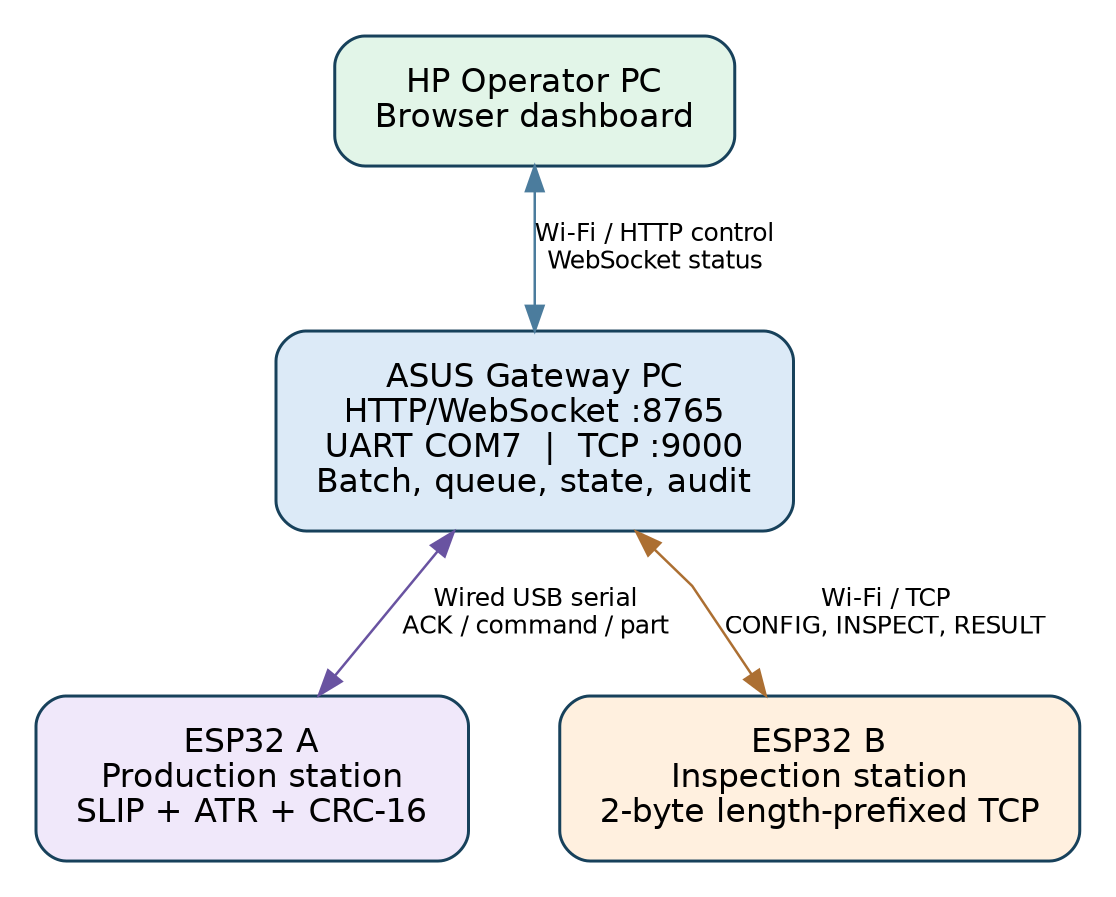 HP Operator PC
Browser dashboard
Wi-Fi / HTTP control
WebSocket status
ASUS Gateway PC
HTTP/WebSocket :8765
UART COM7 | TCP :9000
Batch, queue, state, audit
Wired USB serial
ACK / command / part
Wi-Fi / TCP
CONFIG, INSPECT, RESULT
ESP32 A
Production station
SLIP + ATR + CRC-16
ESP32 B
Inspection station
2-byte length-prefixed TCP